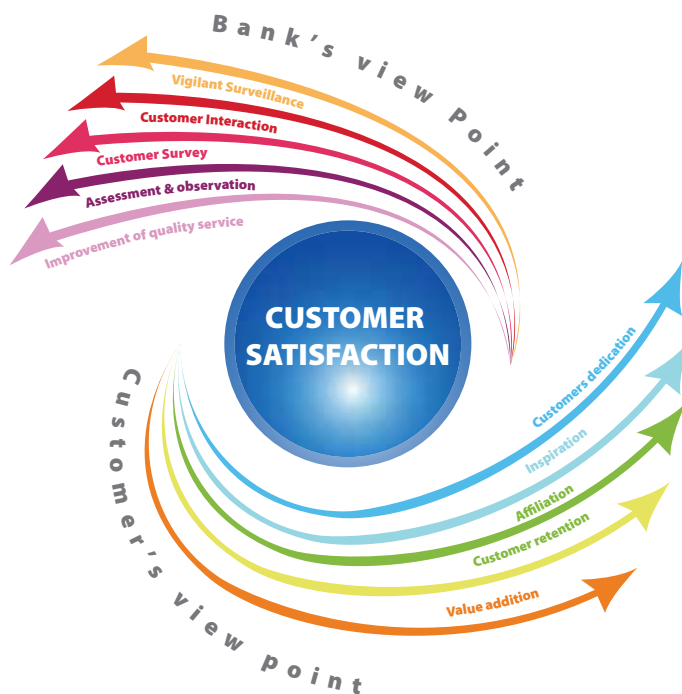 Bank's view Point
Vigilant Surveillance
Customer Interaction
Customer Survey
Assessment & observation
Improvement of quality service
CUSTOMER
SATISFACTION
Customers dedication
Inspiration
Affiliation
Customer retention
Value addition
Customer's view point